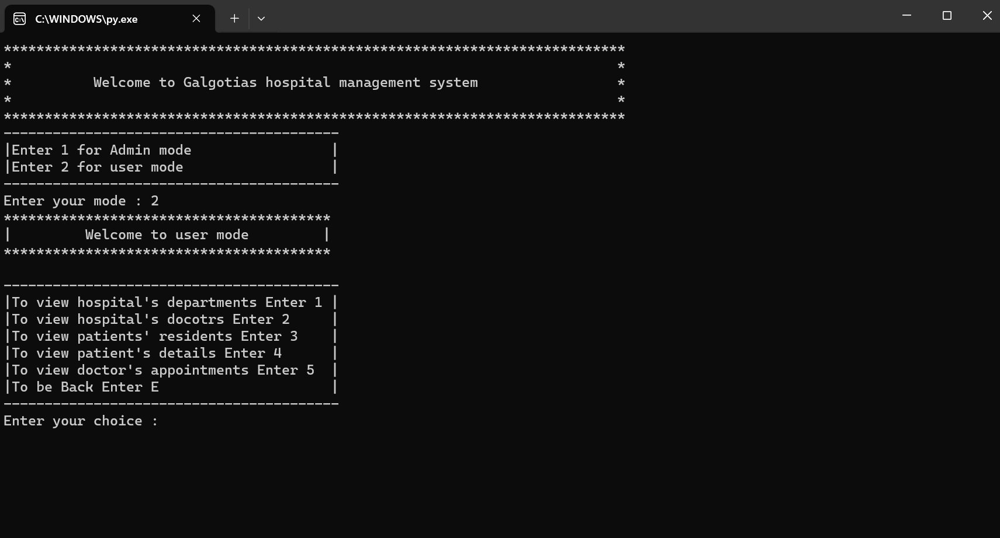 C:\WINDOWS\py.exe
****************************************************************************
*                                                                          *
*          Welcome to Galgotias hospital management system                 *
*                                                                          *
****************************************************************************
-----------------------------------------
|Enter 1 for Admin mode                 |
|Enter 2 for user mode                  |
-----------------------------------------
Enter your mode : 2
****************************************
|         Welcome to user mode         |
****************************************
-----------------------------------------
|To view hospital's departments Enter 1 |
|To view hospital's docotrs Enter 2     |
|To view patients' residents Enter 3    |
|To view patient's details Enter 4      |
|To view doctor's appointments Enter 5  |
|To be Back Enter E                     |
-----------------------------------------
Enter your choice :